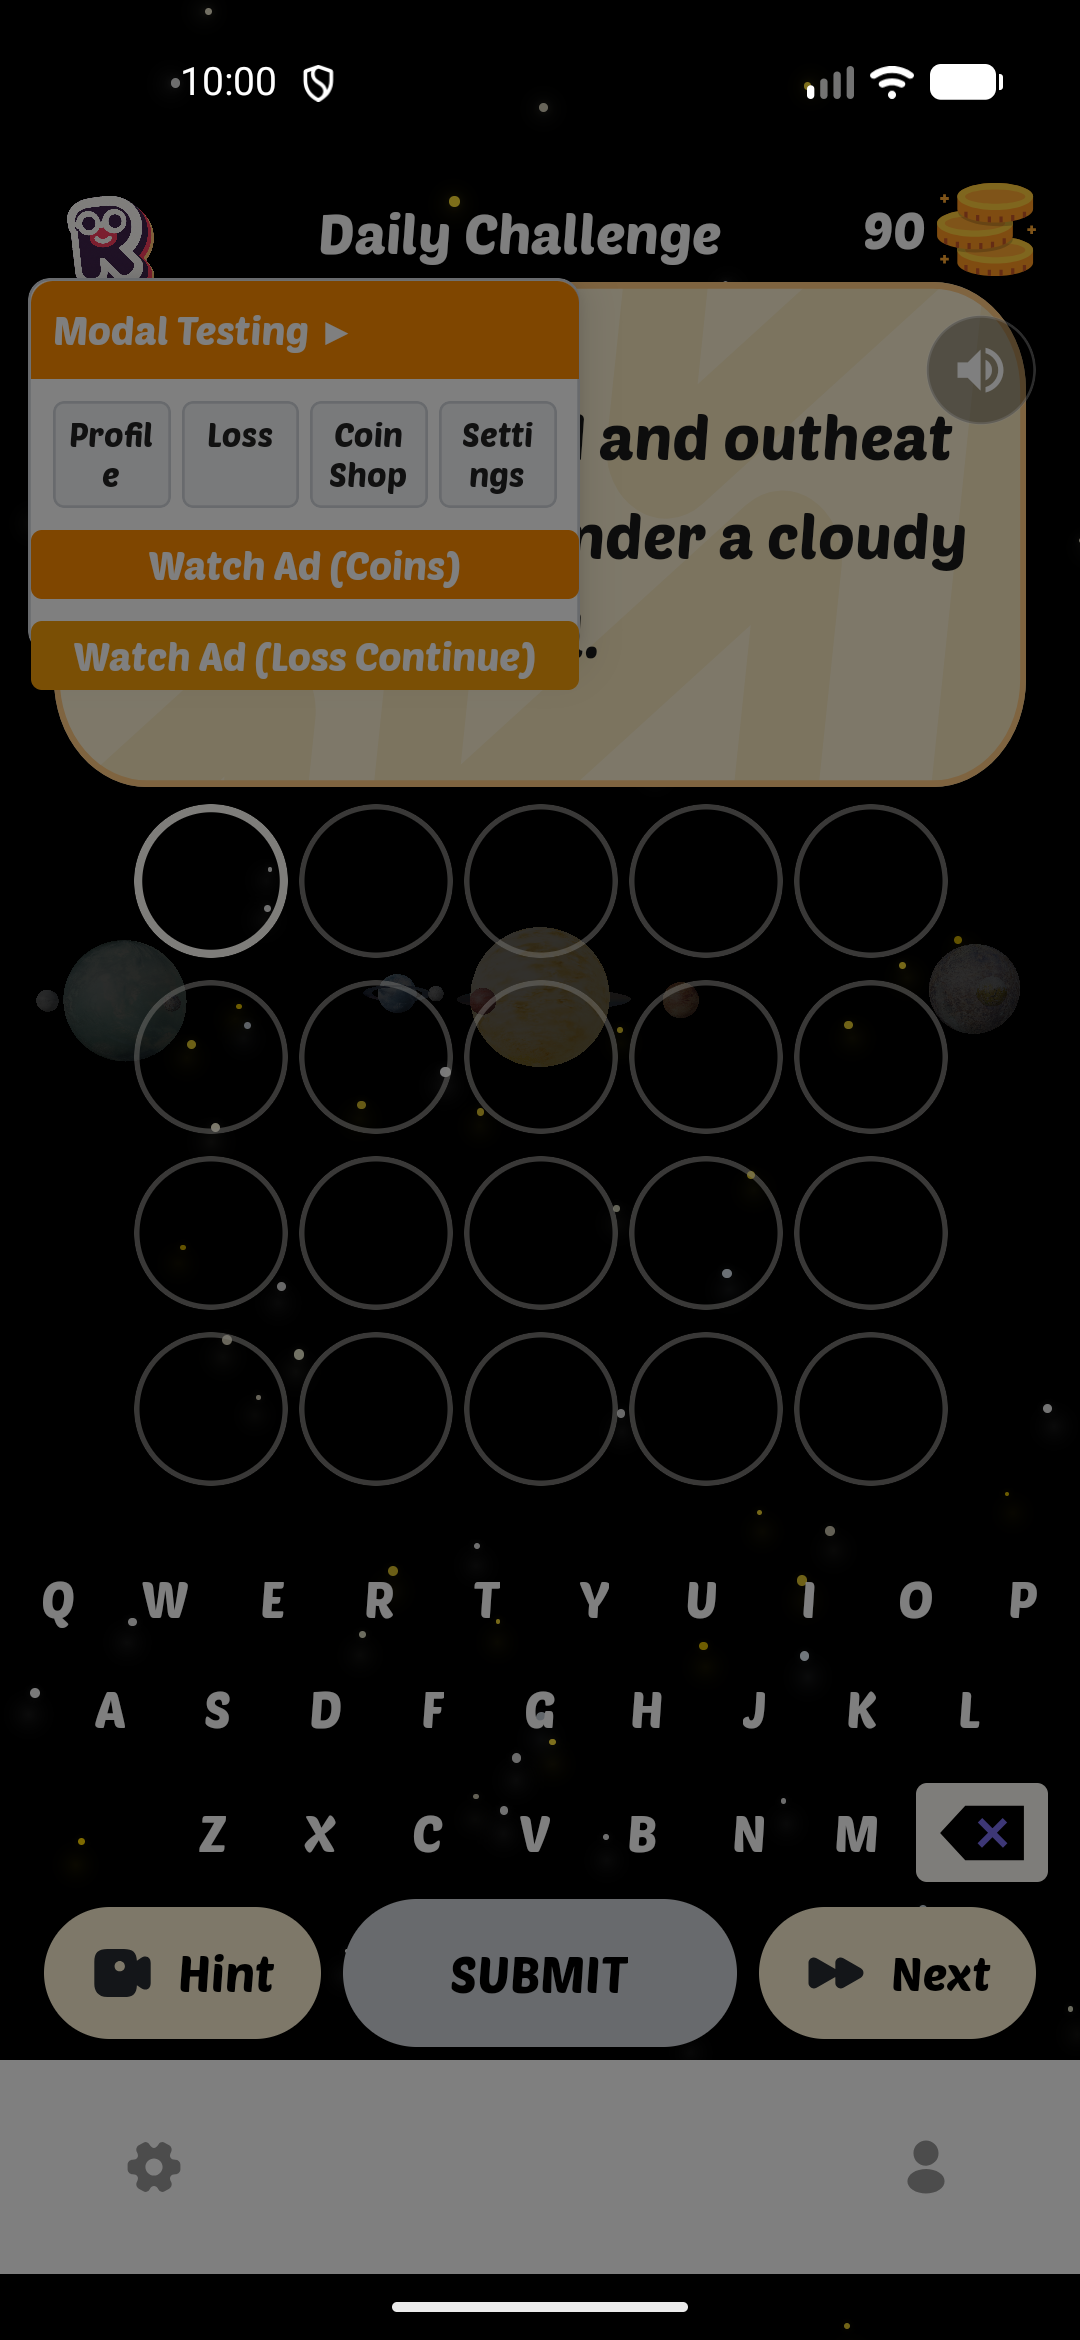 10:00
Daily Challenge
90
Modal Testing ►
Profil
e
Loss
Coin
Shop
Setti
ngs
and outheat
nder a cloudy
Watch Ad (Coins)
Watch Ad (Loss Continue)
Q W E R T Y U I O P
A S D F G H J K L
Z X C V B N M
Hint
SUBMIT
Next